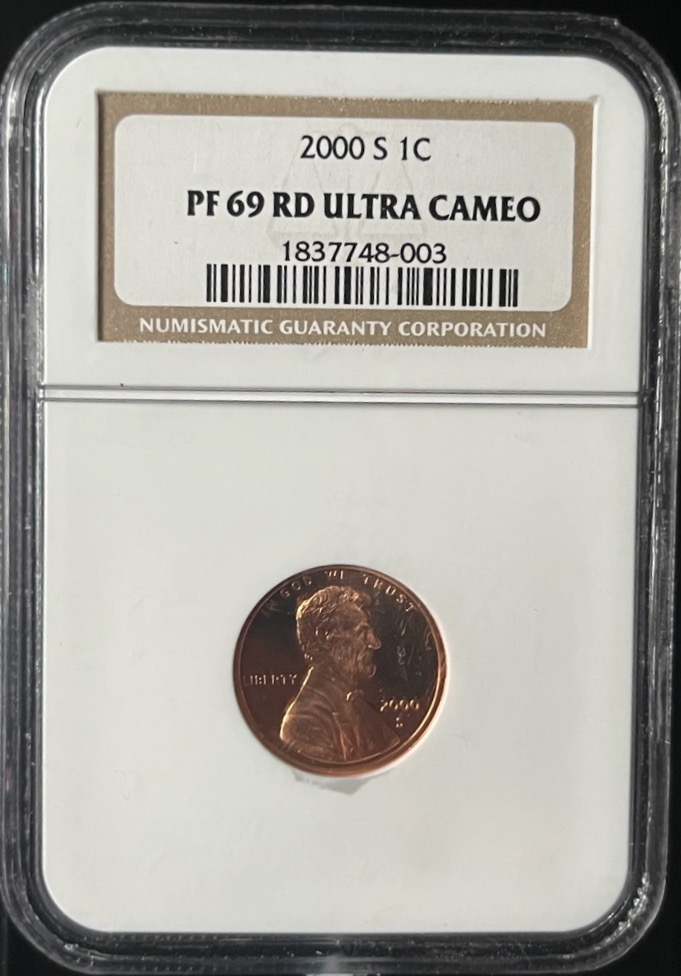 2000 S 1C
PF 69 RD ULTRA CAMEO
1837748-003
NUMISMATIC GUARANTY CORPORATION
IN GOD WE TRUST
LIBERTY
2000
S